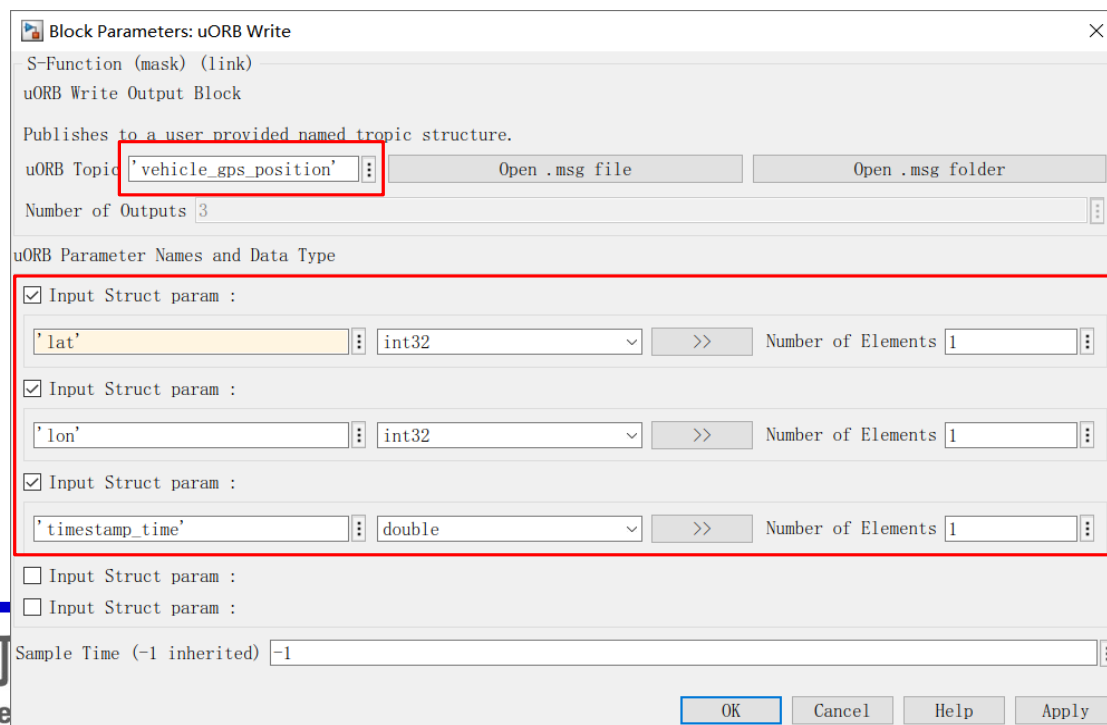 Block Parameters: uORB Write
S-Function (mask) (link)
uORB Write Output Block
Publishes to a user provided named tropic structure.
uORB Topic 'vehicle_gps_position' Open .msg file Open .msg folder
Number of Outputs 3
uORB Parameter Names and Data Type
Input Struct param :
'lat' int32 >> Number of Elements 1
Input Struct param :
'lon' int32 >> Number of Elements 1
Input Struct param :
'timestamp_time' double >> Number of Elements 1
Input Struct param :
Input Struct param :
Sample Time (-1 inherited) -1
OK Cancel Help Apply